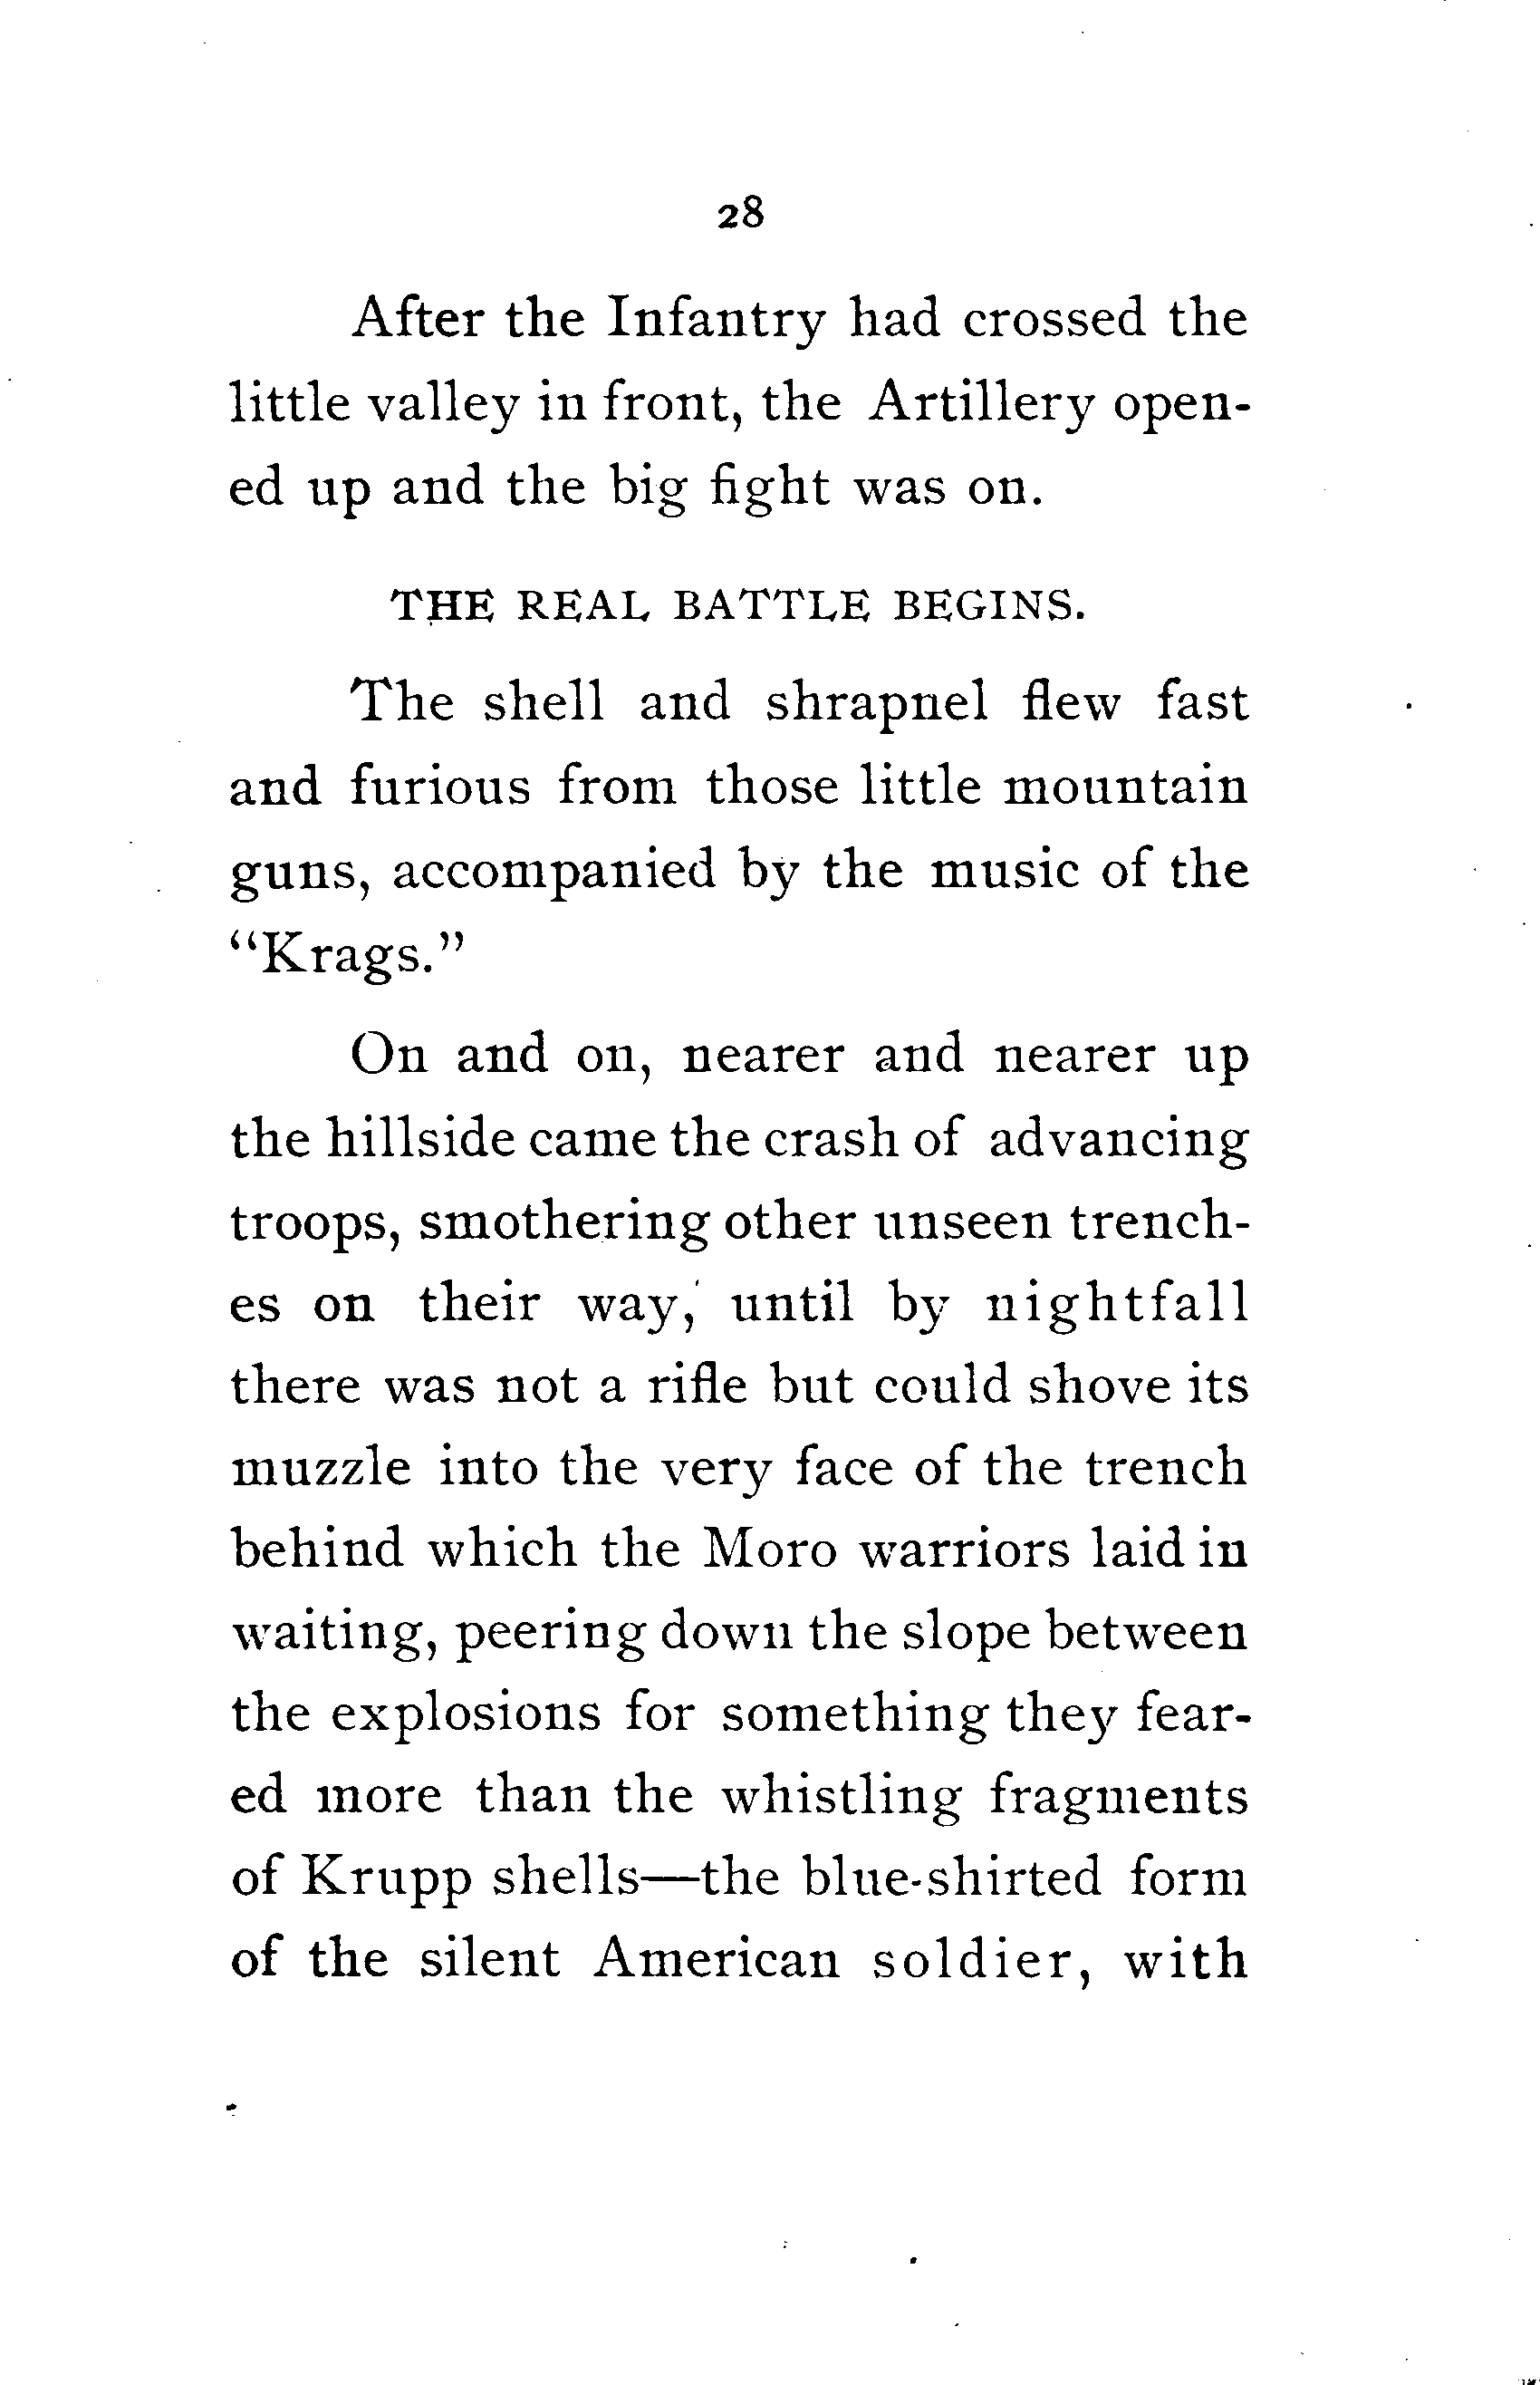 28
After the Infantry had crossed the
little valley in front, the Artillery open-
ed up and the big fight was on.
THE REAL BATTLE BEGINS.
The shell and shrapnel flew fast
and furious from those little mountain
guns, accompanied by the music of the
"Krags."
On and on, nearer and nearer up
the hillside came the crash of advancing
troops, smothering other unseen trench-
es on their way, until by nightfall
there was not a rifle but could shove its
muzzle into the very face of the trench
behind which the Moro warriors laid in
waiting, peering down the slope between
the explosions for something they fear-
ed more than the whistling fragments
of Krupp shells—the blue-shirted form
of the silent American soldier, with